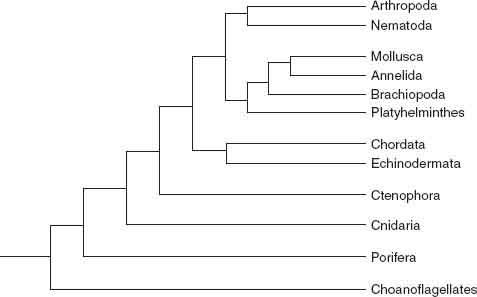 Arthropoda
Nematoda
Mollusca
Annelida
Brachiopoda
Platyhelminthes
Chordata
Echinodermata
Ctenophora
Cnidaria
Porifera
Choanoflagellates